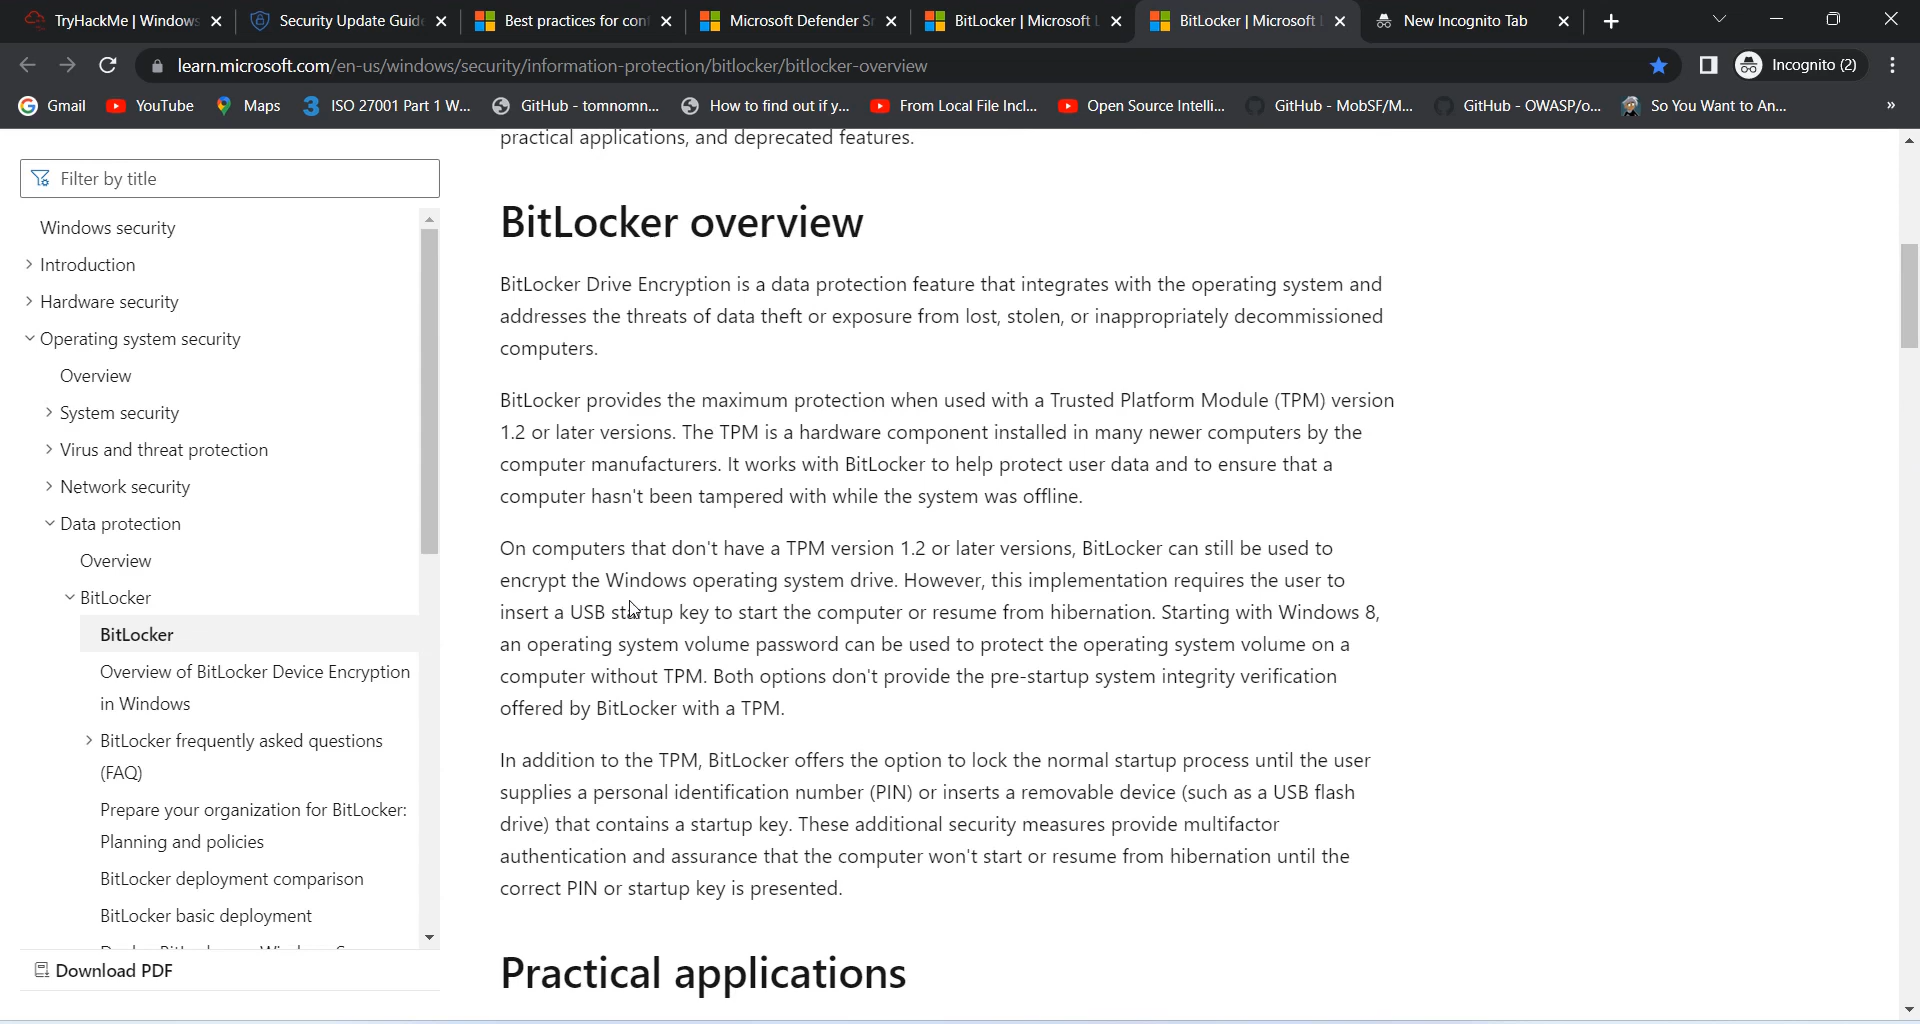 TryHackMe | Windows
Security Update Guid
Best practices for con
Microsoft Defender S
BitLocker | Microsoft L
BitLocker | Microsoft
New Incognito Tab
learn.microsoft.com/en-us/windows/security/information-protection/bitlocker/bitlocker-overview
Incognito (2)
Gmail
YouTube
Maps
ISO 27001 Part 1 W...
GitHub - tomnomn...
How to find out if y...
From Local File Incl...
Open Source Intelli...
GitHub - MobSF/M...
GitHub - OWASP/o...
So You Want to An...
»
Filter by title
Windows security
Introduction
Hardware security
Operating system security
Overview
System security
Virus and threat protection
Network security
Data protection
Overview
BitLocker
BitLocker
Overview of BitLocker Device Encryption
in Windows
BitLocker frequently asked questions
(FAQ)
Prepare your organization for BitLocker:
Planning and policies
BitLocker deployment comparison
BitLocker basic deployment
Download PDF
practical applications, and deprecated features.
BitLocker overview
BitLocker Drive Encryption is a data protection feature that integrates with the operating system and
addresses the threats of data theft or exposure from lost, stolen, or inappropriately decommissioned
computers.
BitLocker provides the maximum protection when used with a Trusted Platform Module (TPM) version
1.2 or later versions. The TPM is a hardware component installed in many newer computers by the
computer manufacturers. It works with BitLocker to help protect user data and to ensure that a
computer hasn't been tampered with while the system was offline.
On computers that don't have a TPM version 1.2 or later versions, BitLocker can still be used to
encrypt the Windows operating system drive. However, this implementation requires the user to
insert a USB startup key to start the computer or resume from hibernation. Starting with Windows 8,
an operating system volume password can be used to protect the operating system volume on a
computer without TPM. Both options don't provide the pre-startup system integrity verification
offered by BitLocker with a TPM.
In addition to the TPM, BitLocker offers the option to lock the normal startup process until the user
supplies a personal identification number (PIN) or inserts a removable device (such as a USB flash
drive) that contains a startup key. These additional security measures provide multifactor
authentication and assurance that the computer won't start or resume from hibernation until the
correct PIN or startup key is presented.
Practical applications